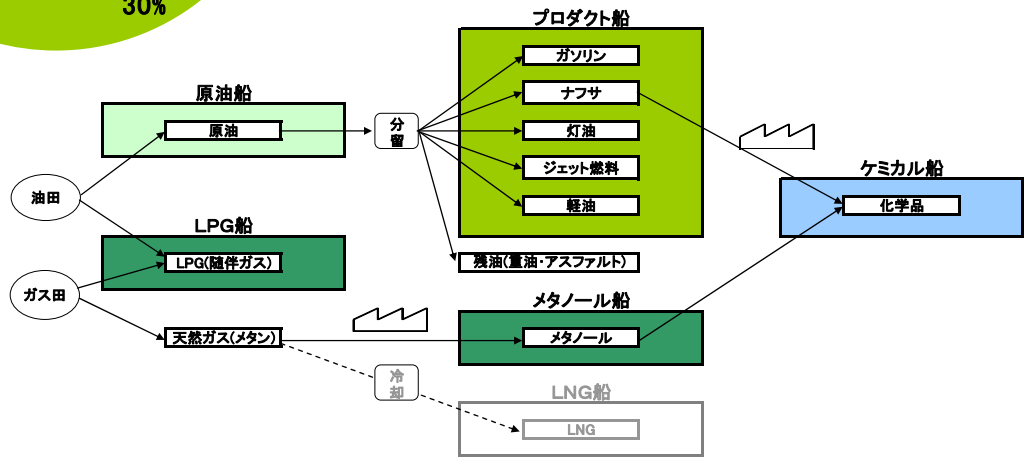 30%
プロダクト船
ガソリン
ナフサ
灯油
ジェット燃料
軽油
原油船
原油
分
留
油田
LPG船
LPG(随伴ガス)
ガス田
天然ガス(メタン)
残油(重油・アスファルト)
メタノール船
メタノール
ケミカル船
化学品
冷
却
LNG船
LNG